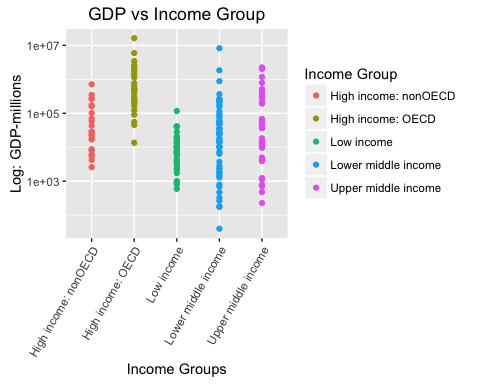 GDP vs Income Group
Log: GDP-millions
1e+07
1e+05
1e+03
High income: nonOECD
High income: OECD
Low income
Lower middle income
Upper middle income
Income Groups
Income Group
High income: nonOECD
High income: OECD
Low income
Lower middle income
Upper middle income